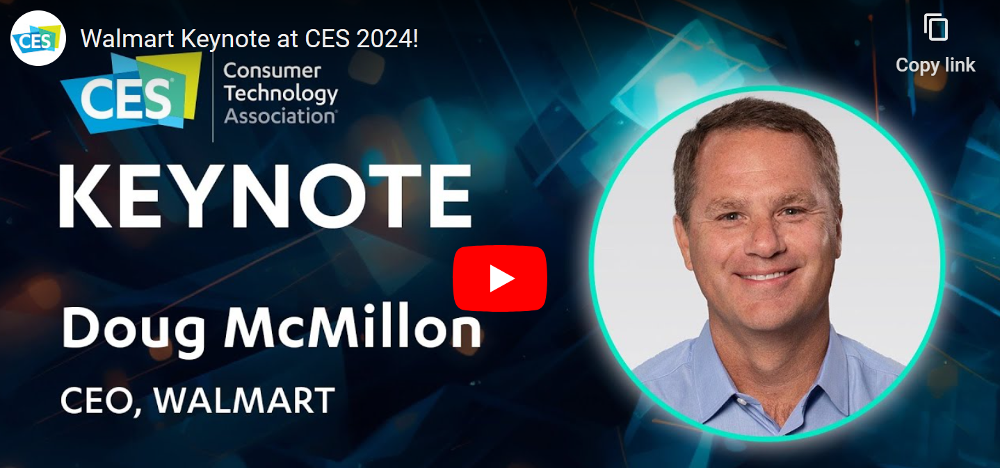 CES
Walmart Keynote at CES 2024!
Copy link
CES®
Consumer
Technology
Association®
KEYNOTE
Doug McMillon
CEO, WALMART